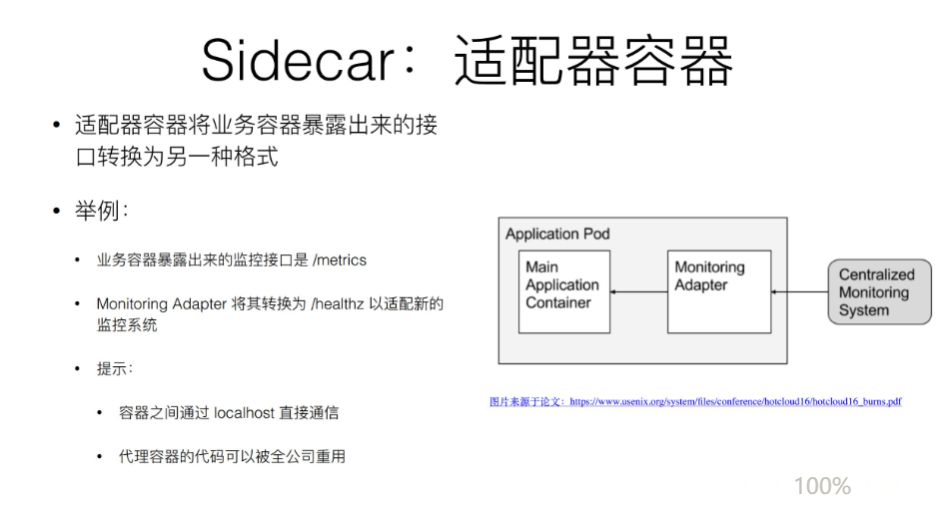 Sidecar：适配器容器
• 适配器容器将业务容器暴露出来的接
口转换为另一种格式
• 举例：
• 业务容器暴露出来的监控接口是 /metrics
• Monitoring Adapter 将其转换为 /healthz 以适配新的
监控系统
• 提示：
• 容器之间通过 localhost 直接通信
• 代理容器的代码可以被全公司重用
Application Pod
Main
Application
Container
Monitoring
Adapter
Centralized
Monitoring
System
图片来源于论文：https://www.usenix.org/system/files/conference/hotcloud16/hotcloud16_burns.pdf
100%